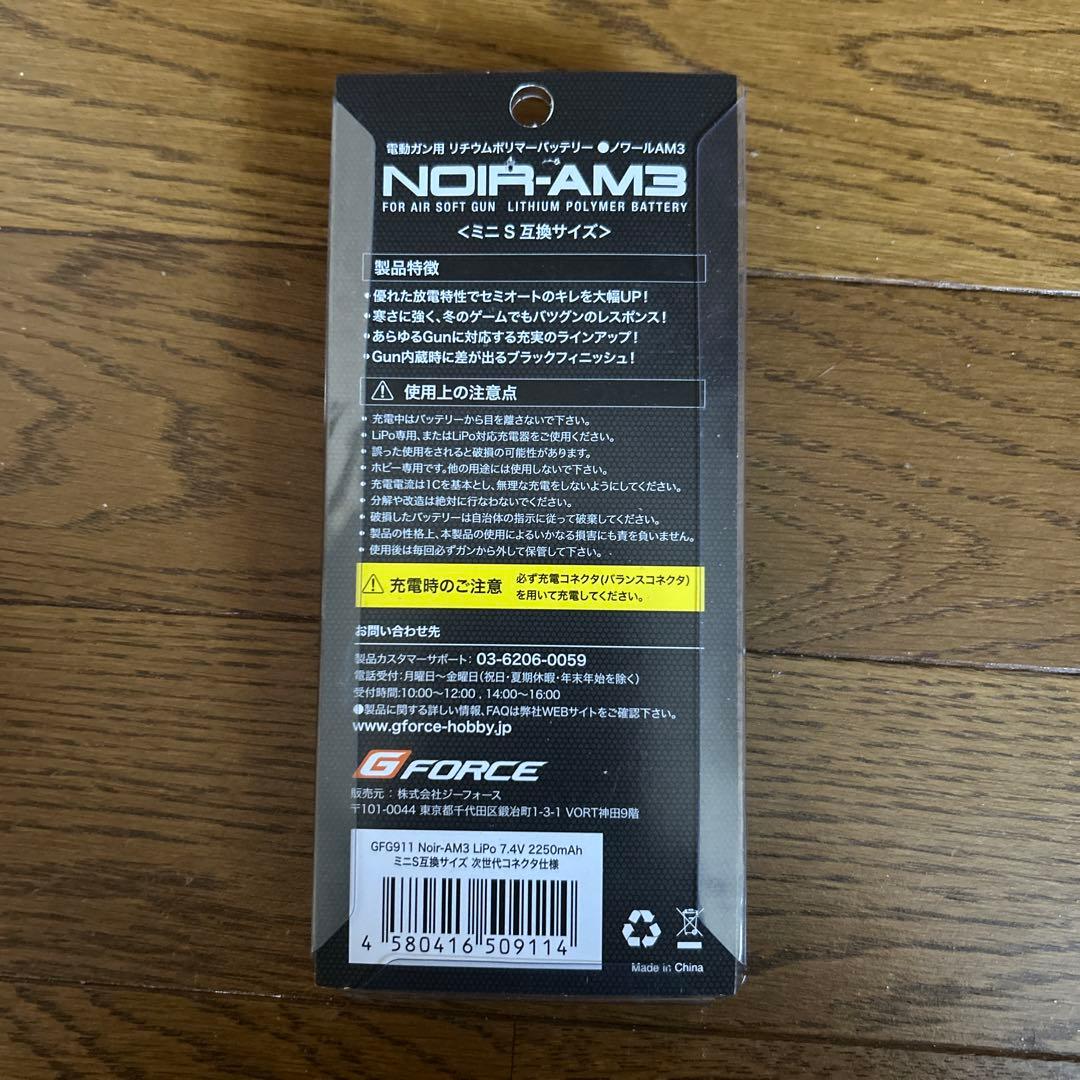 電動ガン用 リチウムポリマーバッテリー ●ノワールAM3
NOIR-AM3
FOR AIR SOFT GUN LITHIUM POLYMER BATTERY
<ミニ S 互換サイズ>
製品特徴
・優れた放電特性でセミオートのキレを大幅UP!
・寒さに強く、冬のゲームでもバツグンのレスポンス!
・あらゆるGunに対応する充実のラインアップ!
・Gun内蔵時に差が出るブラックフィニッシュ!
使用上の注意点
・充電中はバッテリーから目を離さないで下さい。
・LiPo専用、またはLiPo対応充電器をご使用ください。
・誤った使用をされると破損の可能性があります。
・ホビー専用です。他の用途には使用しないで下さい。
・充電電流は1Cを基本とし、無理な充電をしないようにしてください。
・分解や改造は絶対に行なわないでください。
・破損したバッテリーは自治体の指示に従って破棄してください。
・製品の性格上、本製品の使用によるいかなる損害にも責を負いません。
・使用後は毎回必ずガンから外して保管して下さい。
充電時のご注意 必ず充電コネクタ(バランスコネクタ)
を用いて充電してください。
お問い合わせ先
製品カスタマーサポート: 03-6206-0059
電話受付:月曜日～金曜日(祝日・夏期休暇・年末年始を除く)
受付時間:10:00～12:00 , 14:00～16:00
●製品に関する詳しい情報、FAQは弊社WEBサイトをご確認下さい。
www.gforce-hobby.jp
G FORCE
販売元 : 株式会社ジーフォース
〒101-0044 東京都千代田区鍛冶町1-3-1 VORT神田9階
GFG911 Noir-AM3 LiPo 7.4V 2250mAh
ミニS互換サイズ 次世代コネクタ仕様
4 580416 509114
Made in China